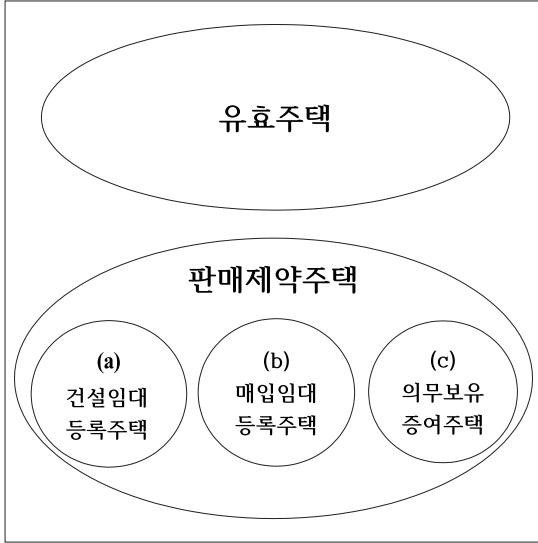 유효주택
판매제약주택
(a)
건설임대
등록주택
(b)
매입임대
등록주택
(c)
의무보유
증여주택